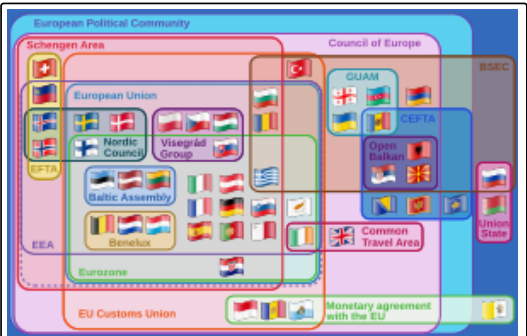 European Political Community
Schengen Area
Council of Europe
BSEC
GUAM
European Union
CEFTA
Nordic
Council
Visegrád
Group
Open
Balkan
EFTA
Baltic Assembly
Union
State
Benelux
Common
Travel Area
EEA
Eurozone
EU Customs Union
Monetary agreement
with the EU